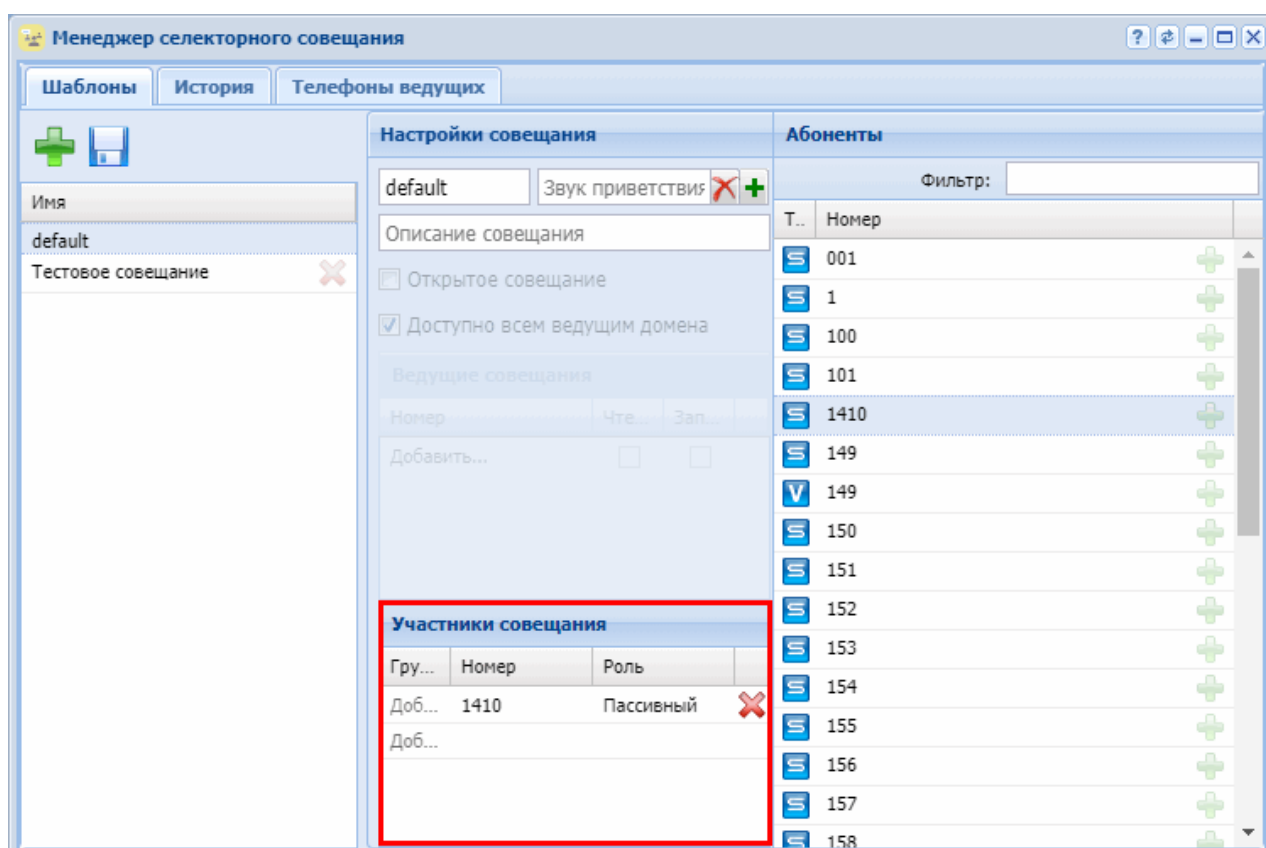 Менеджер селекторного совещания
Шаблоны История Телефоны ведущих
Имя
default
Тестовое совещание
Настройки совещания
default Звук приветствия
Описание совещания
Открытое совещание
Доступно всем ведущим домена
Ведущие совещания
Номер Чте... Зап...
Добавить...
Участники совещания
Гру... Номер Роль
Доб... 1410 Пассивный
Доб...
Абоненты
Фильтр:
Т.. Номер
S 001
S 1
S 100
S 101
S 1410
S 149
V 149
S 150
S 151
S 152
S 153
S 154
S 155
S 156
S 157
S 158